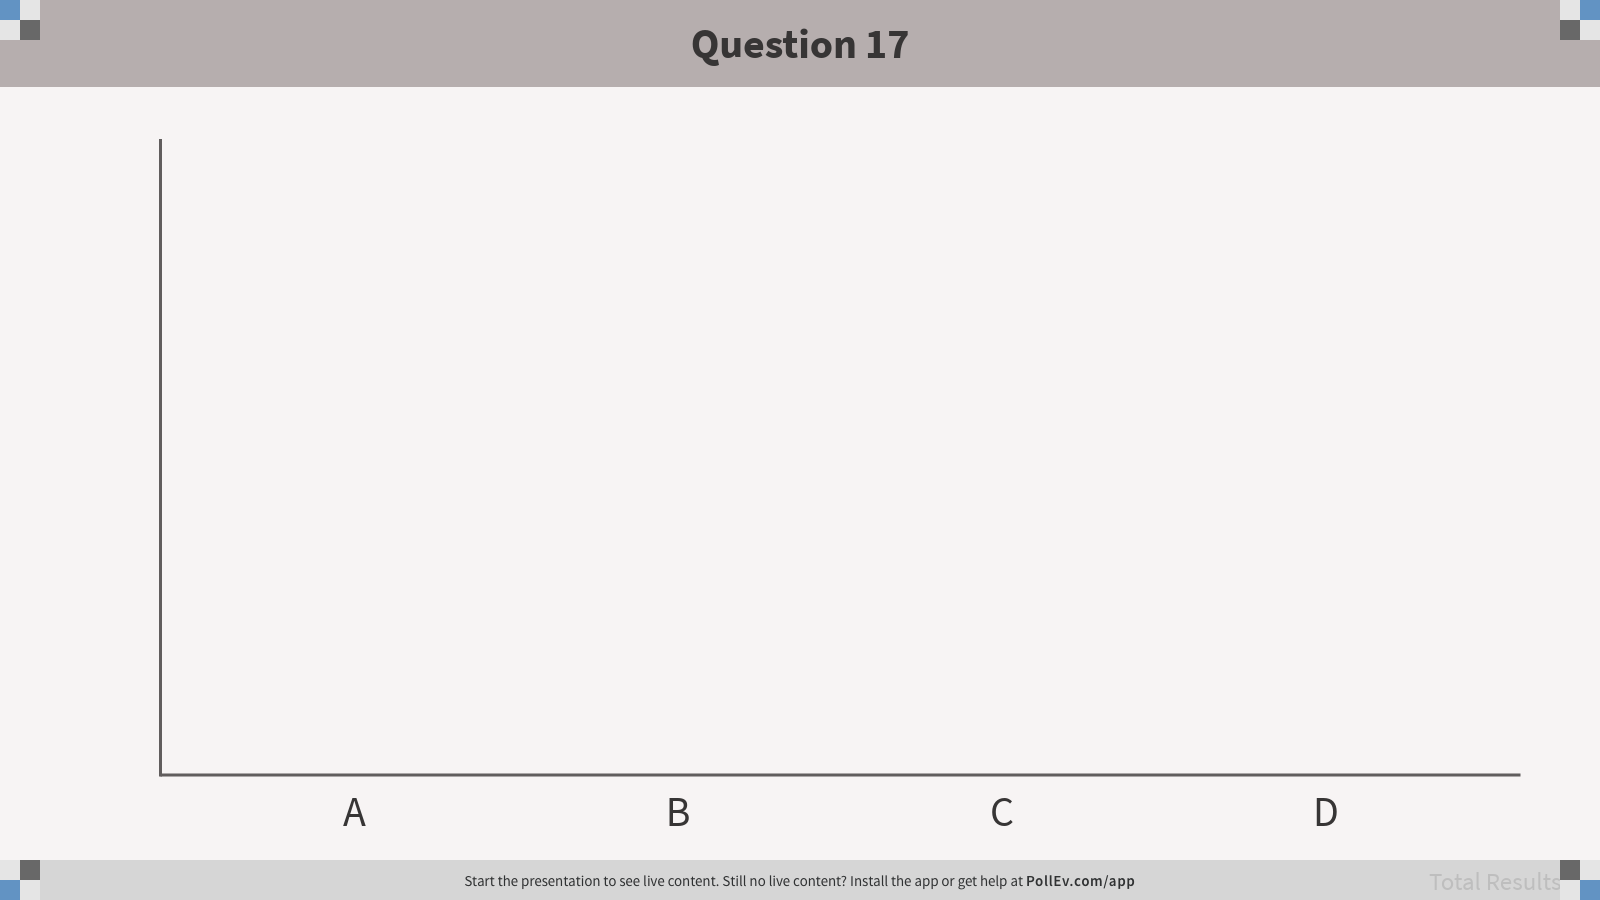 Question 17
A
B
C
D
Start the presentation to see live content. Still no live content? Install the app or get help at PollEv.com/app
Total Results